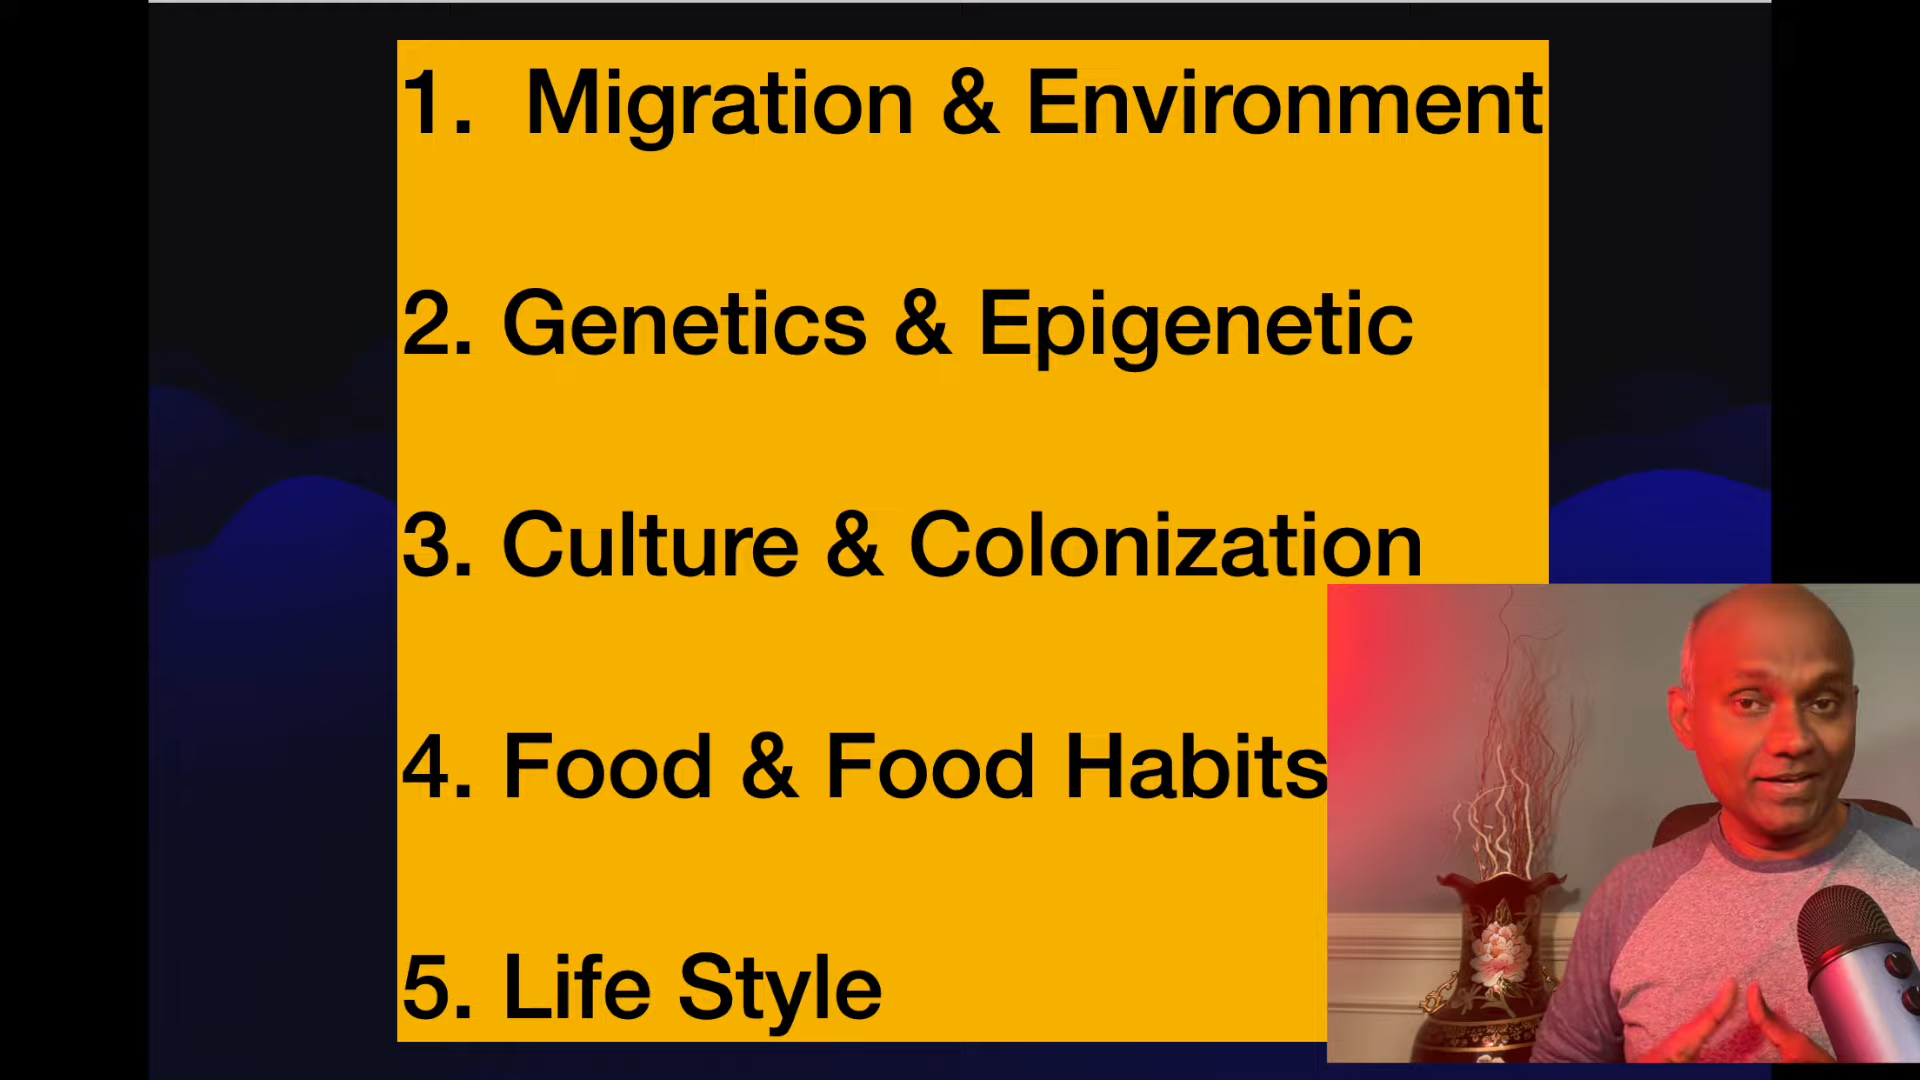 1. Migration & Environment
2. Genetics & Epigenetic
3. Culture & Colonization
4. Food & Food Habits
5. Life Style